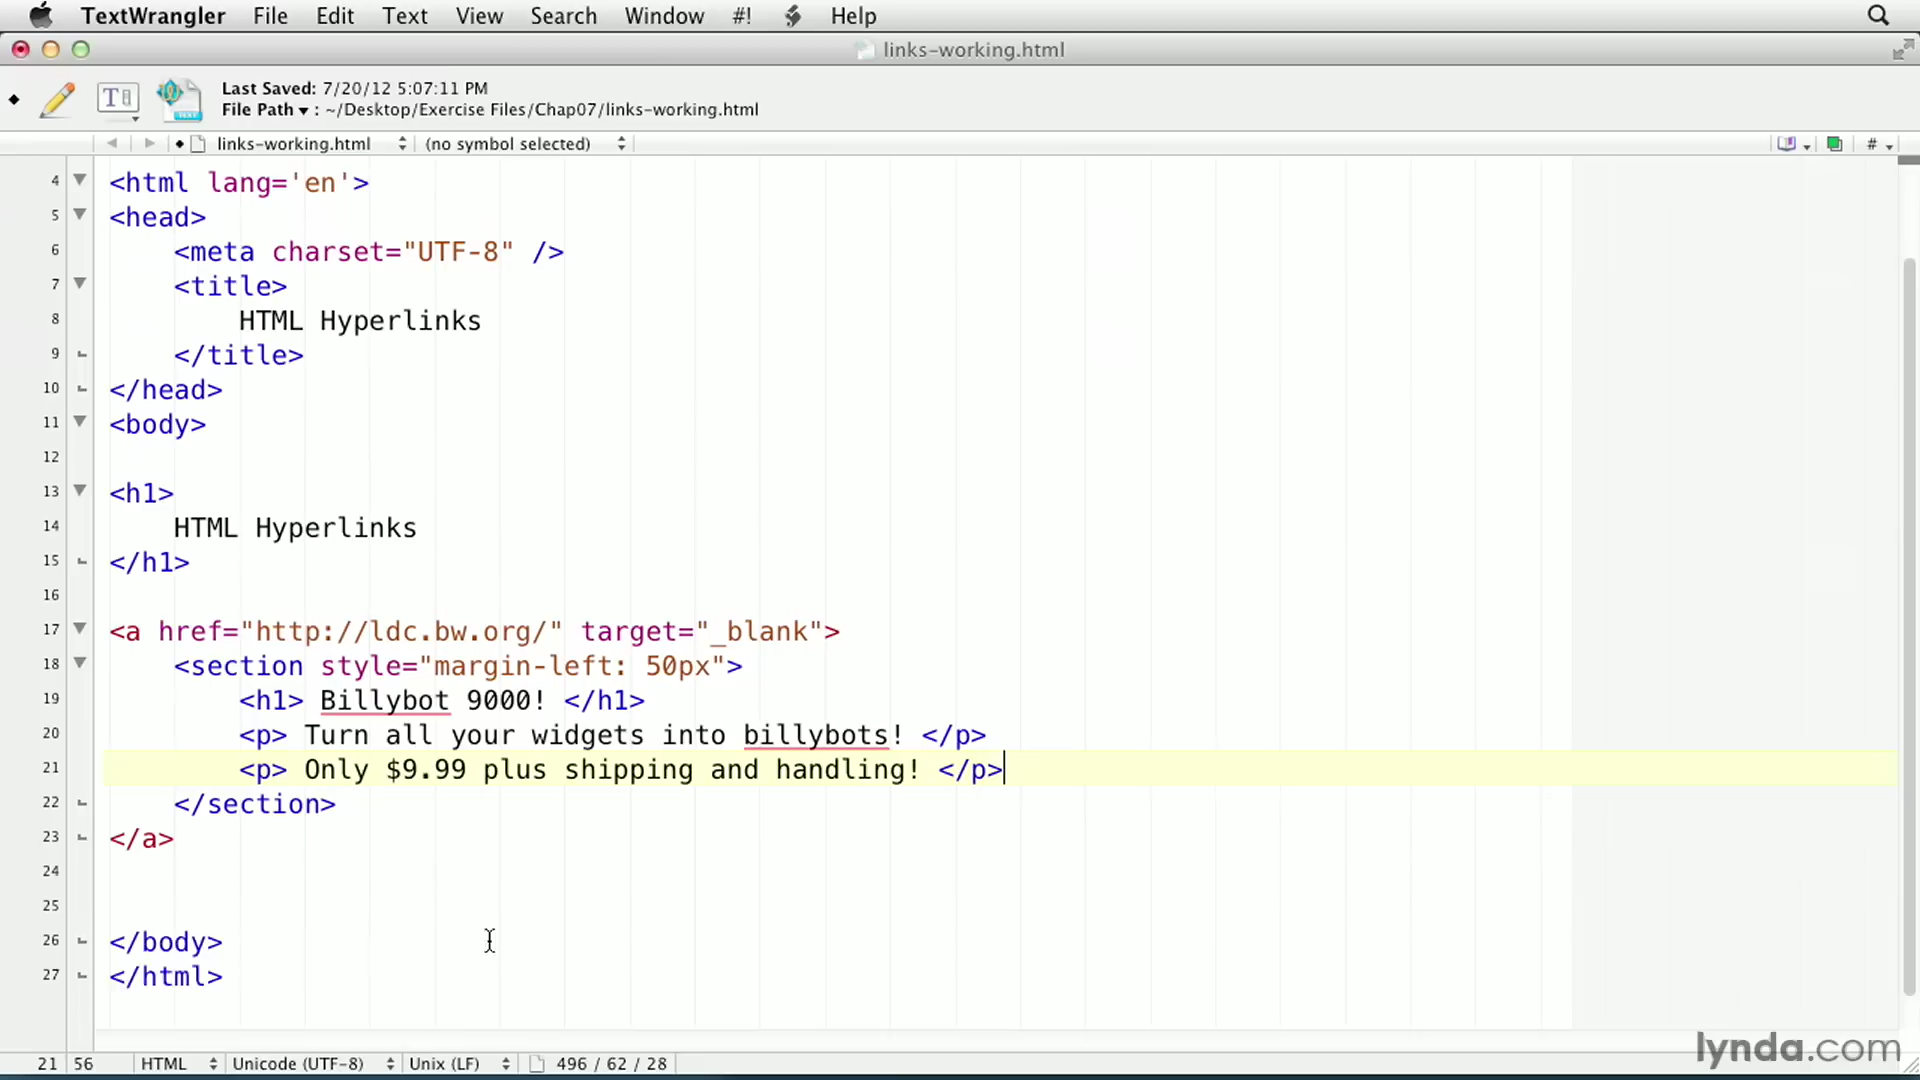 TextWrangler File Edit Text View Search Window #! Help
links-working.html
Last Saved: 7/20/12 5:07:11 PM
File Path ▾ : ~/Desktop/Exercise Files/Chap07/links-working.html
links-working.html (no symbol selected) #
4 <html lang='en'>
5 <head>
6 <meta charset="UTF-8" />
7 <title>
8 HTML Hyperlinks
9 </title>
10 </head>
11 <body>
12
13 <h1>
14 HTML Hyperlinks
15 </h1>
16
17 <a href="http://ldc.bw.org/" target="_blank">
18 <section style="margin-left: 50px">
19 <h1> Billybot 9000! </h1>
20 <p> Turn all your widgets into billybots! </p>
21 <p> Only $9.99 plus shipping and handling! </p>
22 </section>
23 </a>
24
25
26 </body>
27 </html>
lynda.com
21 56 HTML Unicode (UTF-8) Unix (LF) 496 / 62 / 28